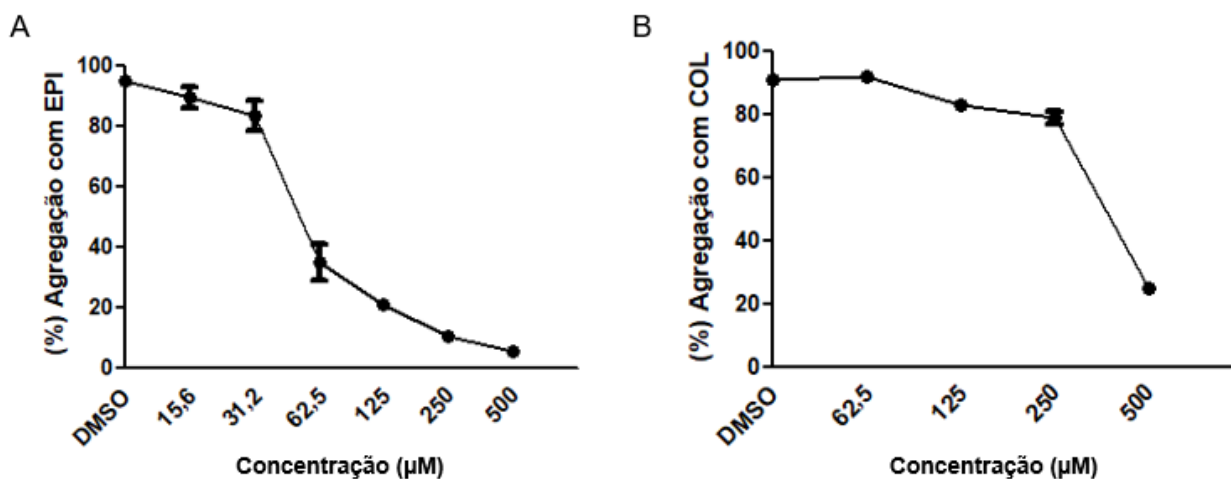 A
(%) Agregação com EPI
100
80
60
40
20
0
DMSO
15,6
31,2
62,5
125
250
500
Concentração (µM)
B
(%) Agregação com COL
100
80
60
40
20
0
DMSO
62,5
125
250
500
Concentração (µM)